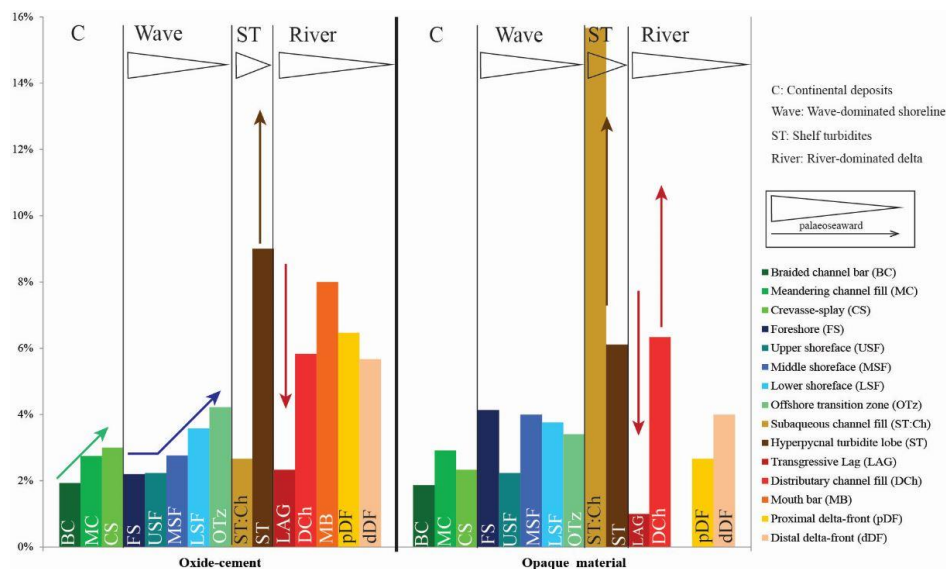 16%
14%
12%
10%
8%
6%
4%
2%
0%
C Wave ST River
BC MC CS FS USF MSF LSF OTz ST:Ch ST LAG DCh MB pDF dDF
Oxide-cement
C Wave ST River
BC MC CS FS USF MSF LSF OTz ST:Ch ST LAG DCh pDF dDF
Opaque material
C: Continental deposits
Wave: Wave-dominated shoreline
ST: Shelf turbidites
River: River-dominated delta
palaeoseaward
Braided channel bar (BC)
Meandering channel fill (MC)
Crevasse-splay (CS)
Foreshore (FS)
Upper shoreface (USF)
Middle shoreface (MSF)
Lower shoreface (LSF)
Offshore transition zone (OTz)
Subaqueous channel fill (ST:Ch)
Hyperpycnal turbidite lobe (ST)
Transgressive Lag (LAG)
Distributary channel fill (DCh)
Mouth bar (MB)
Proximal delta-front (pDF)
Distal delta-front (dDF)